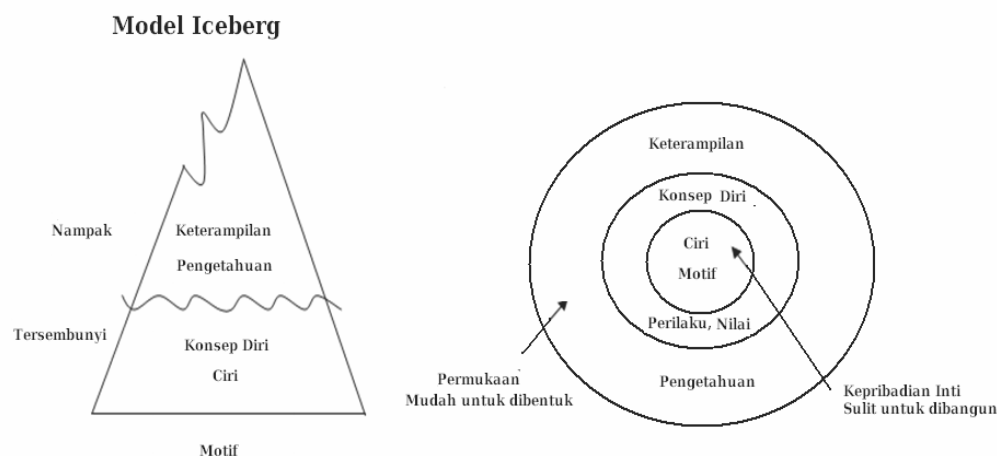 Model Iceberg
Nampak
Keterampilan
Pengetahuan
Tersembunyi
Konsep Diri
Ciri
Motif
Keterampilan
Konsep Diri
Ciri
Motif
Perilaku, Nilai
Pengetahuan
Permukaan
Mudah untuk dibentuk
Kepribadian Inti
Sulit untuk dibangun